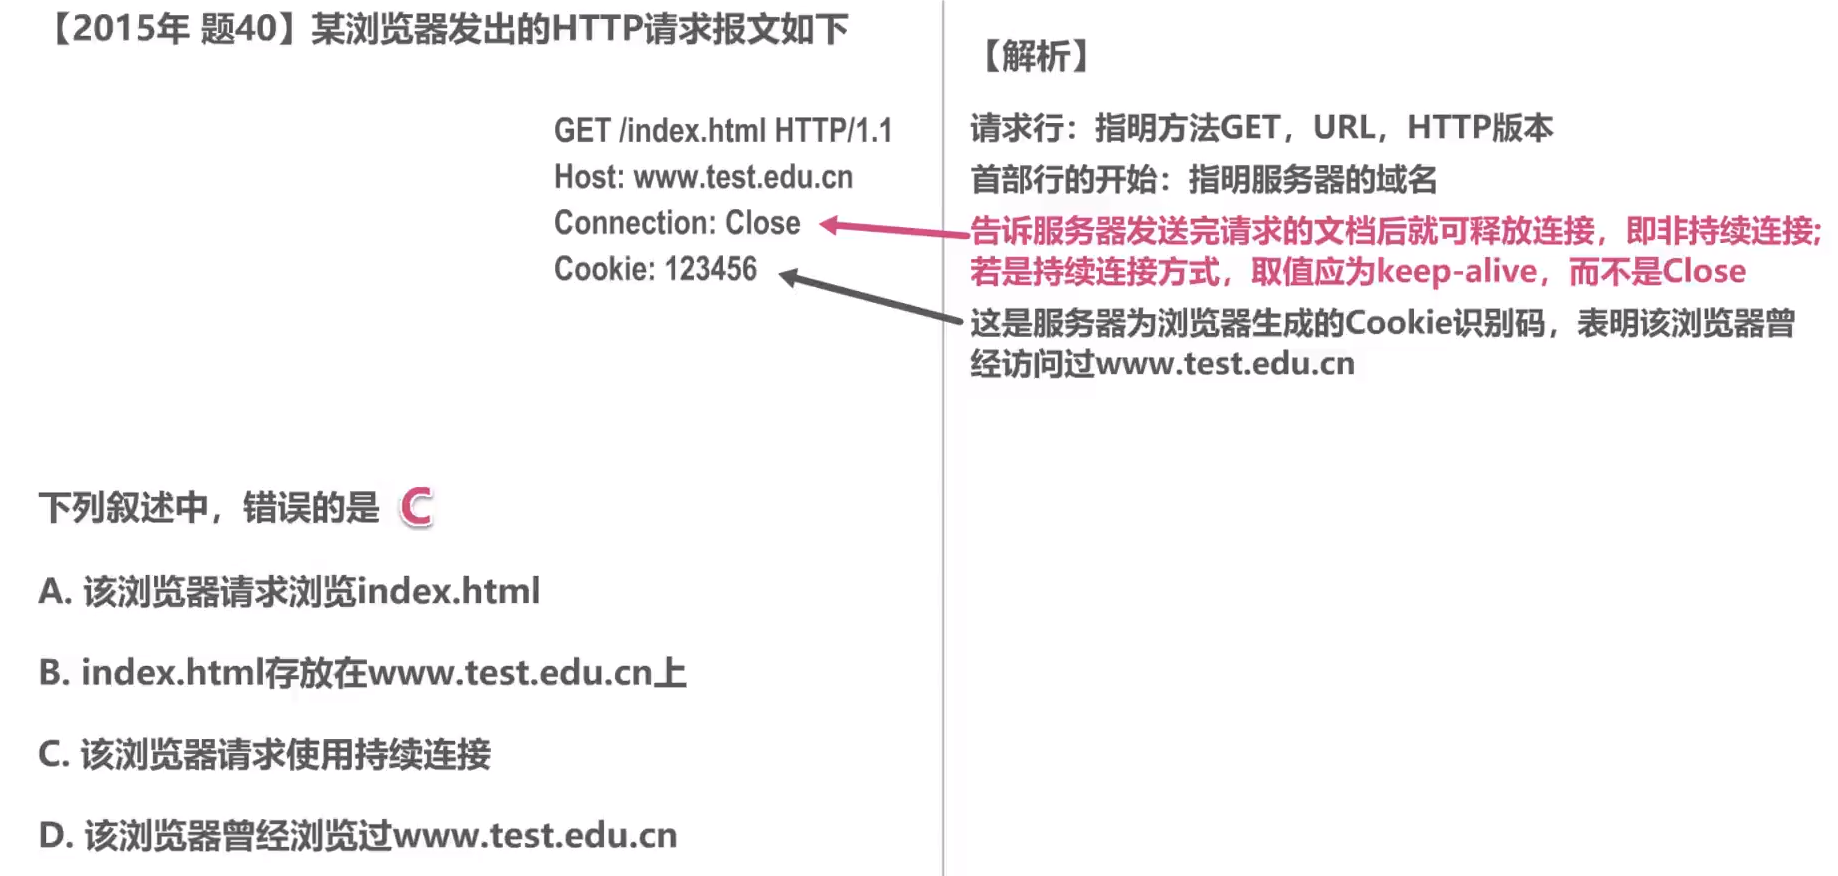 【2015年 题40】某浏览器发出的HTTP请求报文如下
GET /index.html HTTP/1.1
Host: www.test.edu.cn
Connection: Close
Cookie: 123456
下列叙述中，错误的是 C
A. 该浏览器请求浏览index.html
B. index.html存放在www.test.edu.cn上
C. 该浏览器请求使用持续连接
D. 该浏览器曾经浏览过www.test.edu.cn
【解析】
请求行：指明方法GET，URL，HTTP版本
首部行的开始：指明服务器的域名
告诉服务器发送完请求的文档后就可释放连接，即非持续连接;
若是持续连接方式，取值应为keep-alive，而不是Close
这是服务器为浏览器生成的Cookie识别码，表明该浏览器曾
经访问过www.test.edu.cn